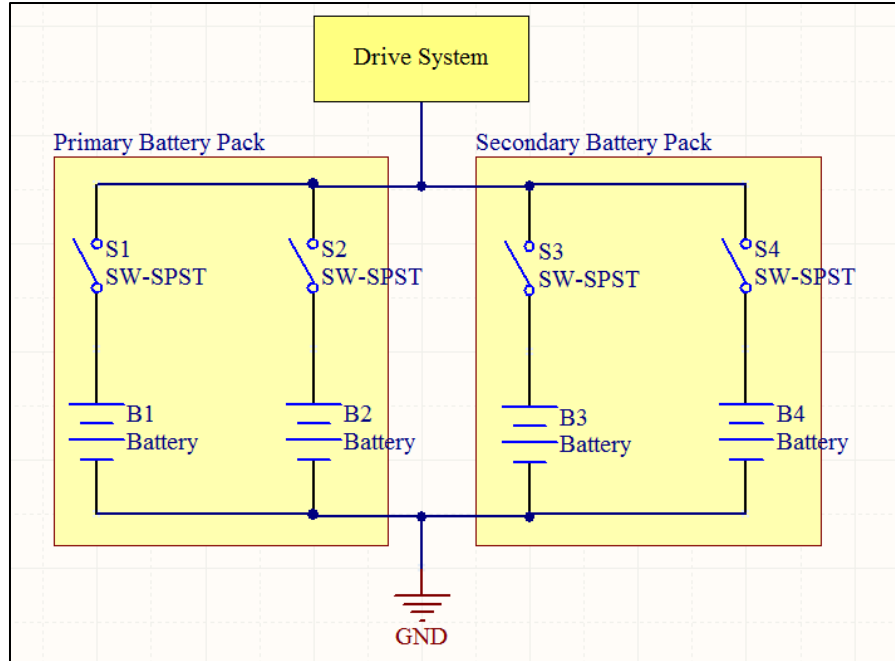 Drive System
Primary Battery Pack
Secondary Battery Pack
S1
SW-SPST
S2
SW-SPST
S3
SW-SPST
S4
SW-SPST
B1
Battery
B2
Battery
B3
Battery
B4
Battery
GND